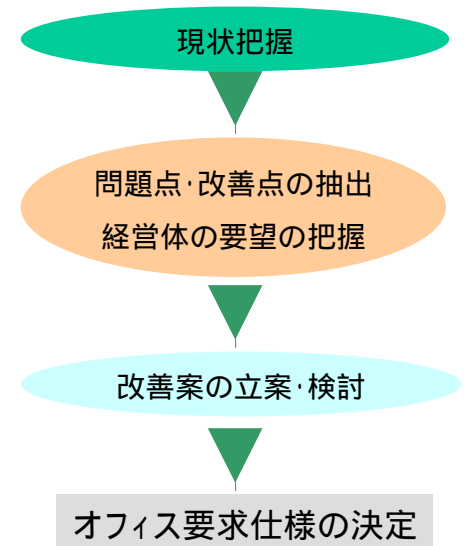 現状把握
問題点·改善点の抽出
経営体の要望の把握
改善案の立案·検討
オフィス要求仕様の決定